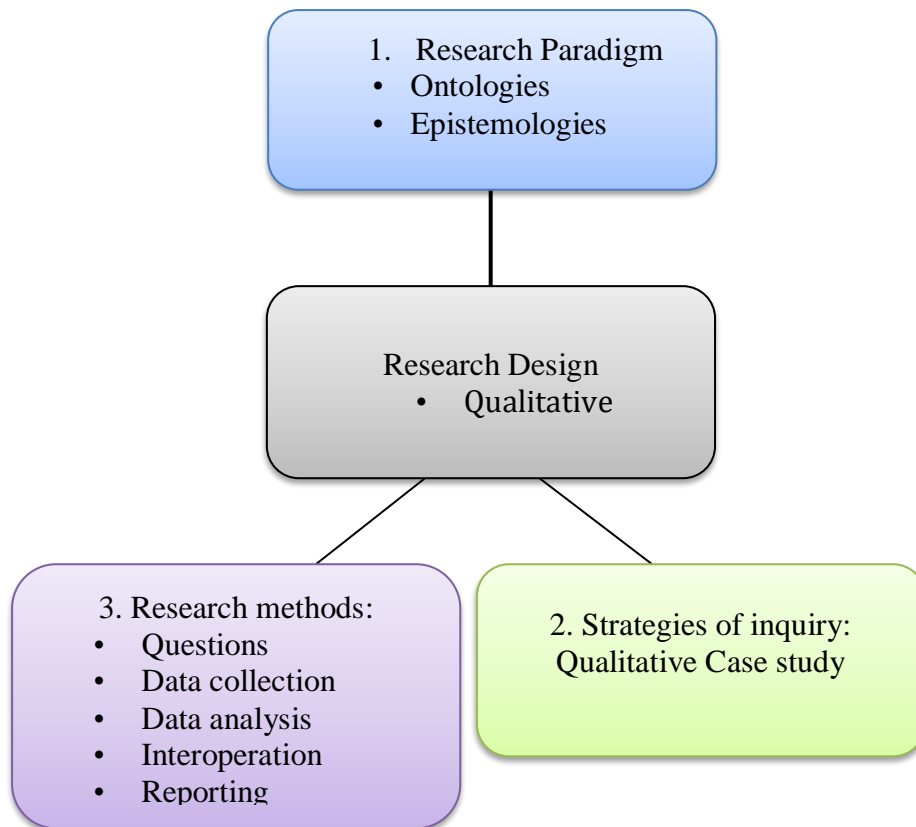 1. Research Paradigm
• Ontologies
• Epistemologies
Research Design
• Qualitative
3. Research methods:
• Questions
• Data collection
• Data analysis
• Interoperation
• Reporting
2. Strategies of inquiry:
Qualitative Case study